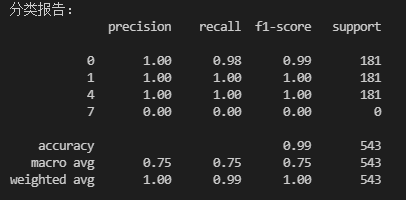 分类报告:
precision recall f1-score support
0 1.00 0.98 0.99 181
1 1.00 1.00 1.00 181
4 1.00 1.00 1.00 181
7 0.00 0.00 0.00 0
accuracy 0.99 543
macro avg 0.75 0.75 0.75 543
weighted avg 1.00 0.99 1.00 543